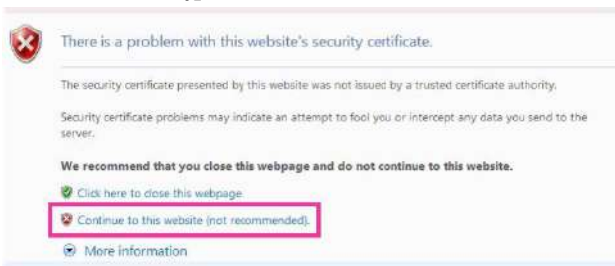 There is a problem with this website's security certificate.
The security certificate presented by this website was not issued by a trusted certificate authority.
Security certificate problems may indicate an attempt to fool you or intercept any data you send to the
server.
We recommend that you close this webpage and do not continue to this website.
Click here to close this webpage.
Continue to this website (not recommended).
More information